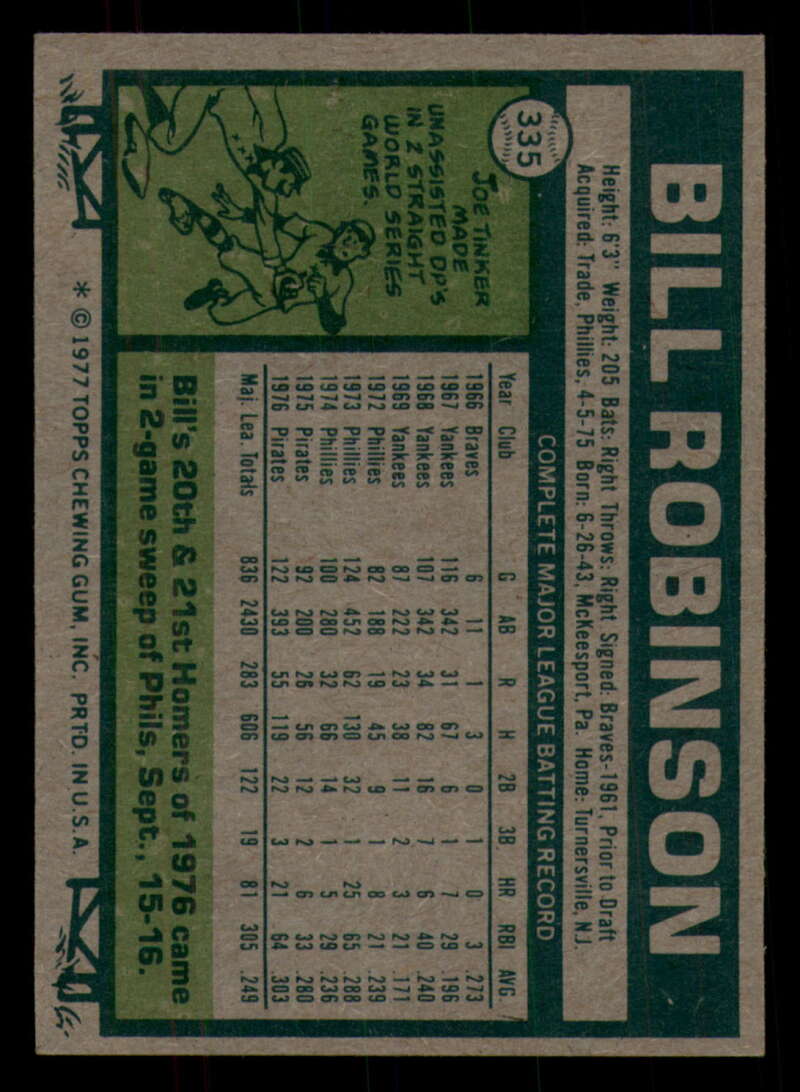 BILL ROBINSON
Height: 6'3" Weight: 205 Bats: Right Throws: Right Signed: Braves-1961, Prior to Draft
Acquired: Trade, Phillies, 4-5-75 Born: 6-26-43, McKeesport, Pa. Home: Turnersville, N.J.
335
COMPLETE MAJOR LEAGUE BATTING RECORD
Year Club G AB R H 2B 3B HR RBI AVG.
1966 Braves 6 11 1 3 0 1 0 3 .273
1967 Yankees 116 342 31 67 6 1 7 29 .196
1968 Yankees 107 342 34 82 16 7 6 40 .240
1969 Yankees 87 222 23 38 11 2 3 21 .171
1972 Phillies 82 188 19 45 9 1 8 21 .239
1973 Phillies 124 452 62 130 32 1 25 65 .288
1974 Phillies 100 280 32 66 14 1 5 29 .236
1975 Pirates 92 200 26 56 12 2 6 33 .280
1976 Pirates 122 393 55 119 22 3 21 64 .303
Maj. Lea. Totals 836 2430 283 606 122 19 81 305 .249
JOE TINKER
MADE
UNASSISTED DP'S
IN 2 STRAIGHT
WORLD SERIES
GAMES.
Bill's 20th & 21st Homers of 1976 came
in 2-game sweep of Phils, Sept., 15-16.
* © 1977 TOPPS CHEWING GUM, INC. PRTD. IN U.S.A.